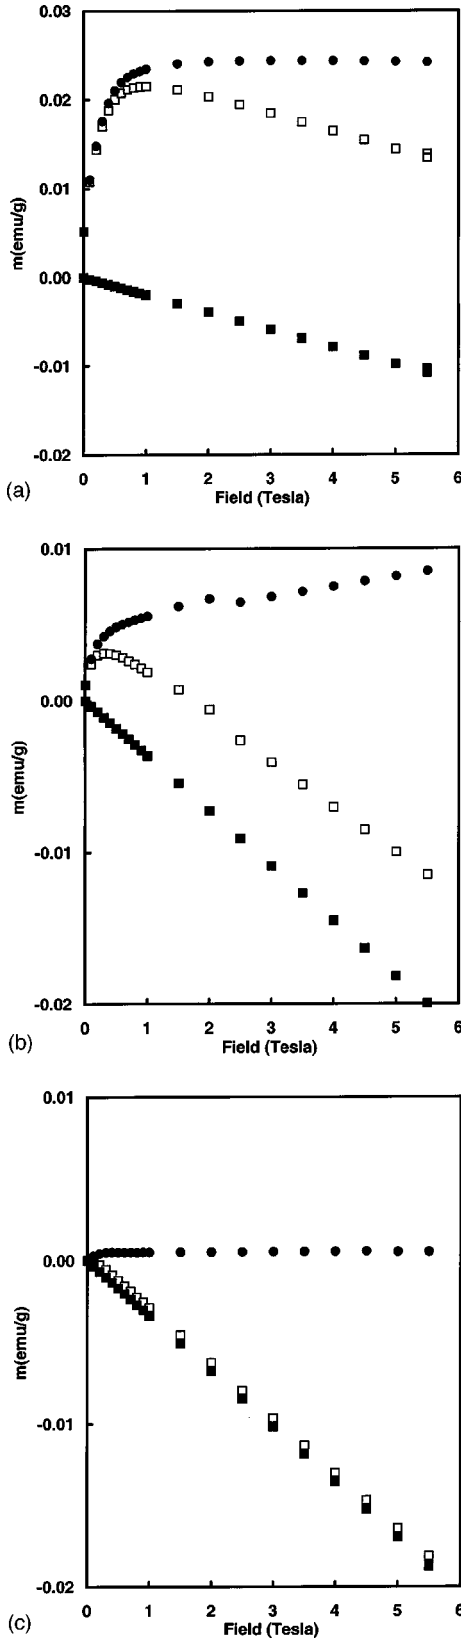 0.03
0.02
0.01
0.00
-0.01
-0.02
m(emu/g)
0 1 2 3 4 5 6
Field (Tesla)
(a)
0.01
0.00
-0.01
-0.02
m(emu/g)
0 1 2 3 4 5 6
Field (Tesla)
(b)
0.01
0.00
-0.01
-0.02
m(emu/g)
0 1 2 3 4 5 6
Field (Tesla)
(c)